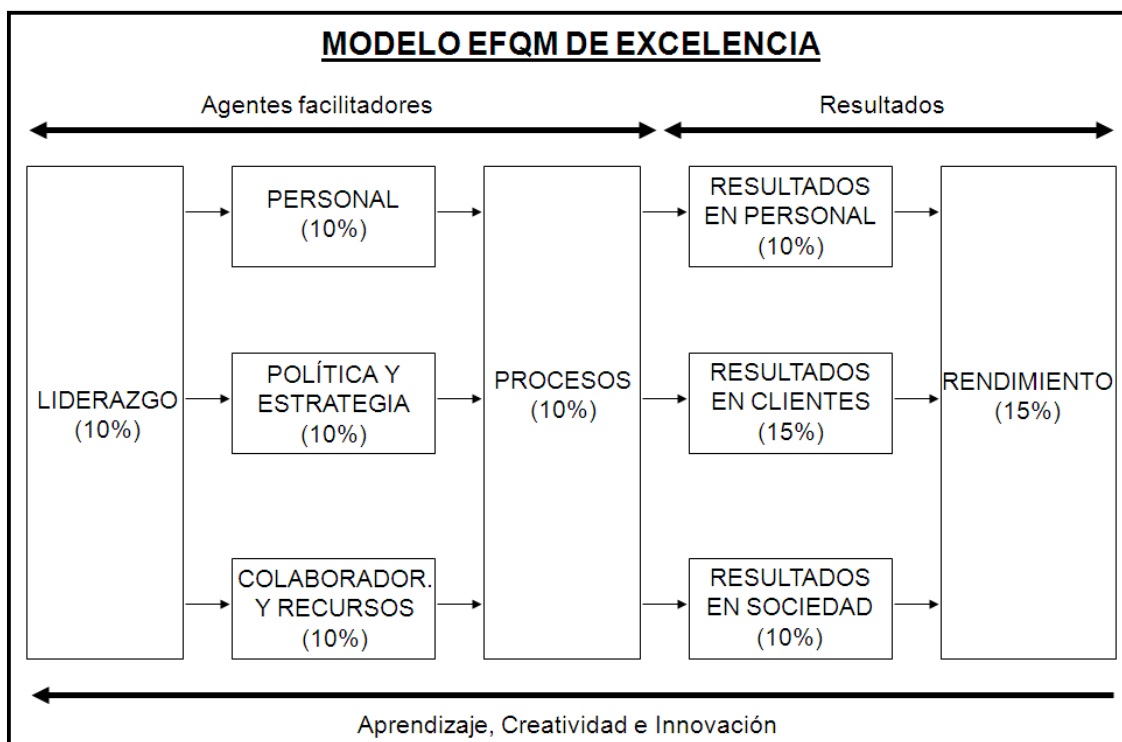 MODELO EFQM DE EXCELENCIA
Agentes facilitadores
Resultados
LIDERAZGO
(10%)
PERSONAL
(10%)
POLÍTICA Y
ESTRATEGIA
(10%)
COLABORADOR.
Y RECURSOS
(10%)
PROCESOS
(10%)
RESULTADOS
EN PERSONAL
(10%)
RESULTADOS
EN CLIENTES
(15%)
RESULTADOS
EN SOCIEDAD
(10%)
RENDIMIENTO
(15%)
Aprendizaje, Creatividad e Innovación